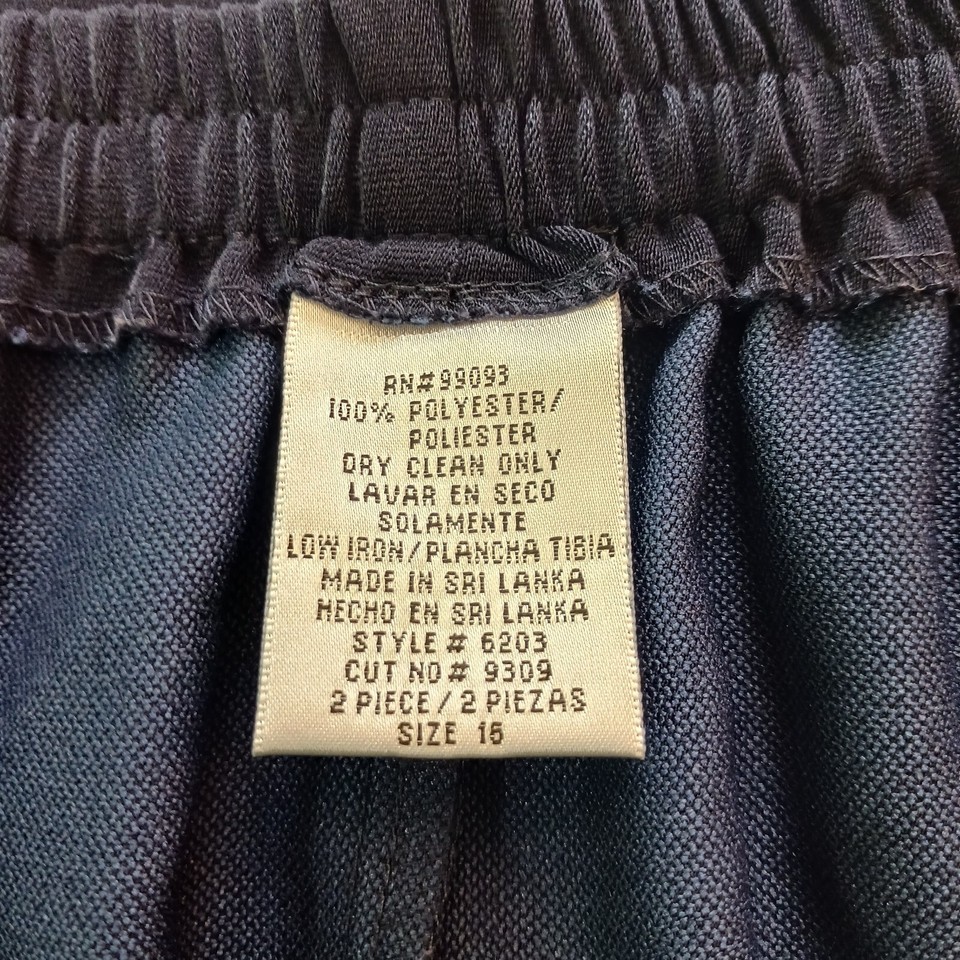 RN#99093
100% POLYESTER/
POLIESTER
DRY CLEAN ONLY
LAVAR EN SECO
SOLAMENTE
LOW IRON/PLANCHA TIBIA
MADE IN SRI LANKA
HECHO EN SRI LANKA
STYLE # 6203
CUT NO# 9309
2 PIECE/2 PIEZAS
SIZE 16